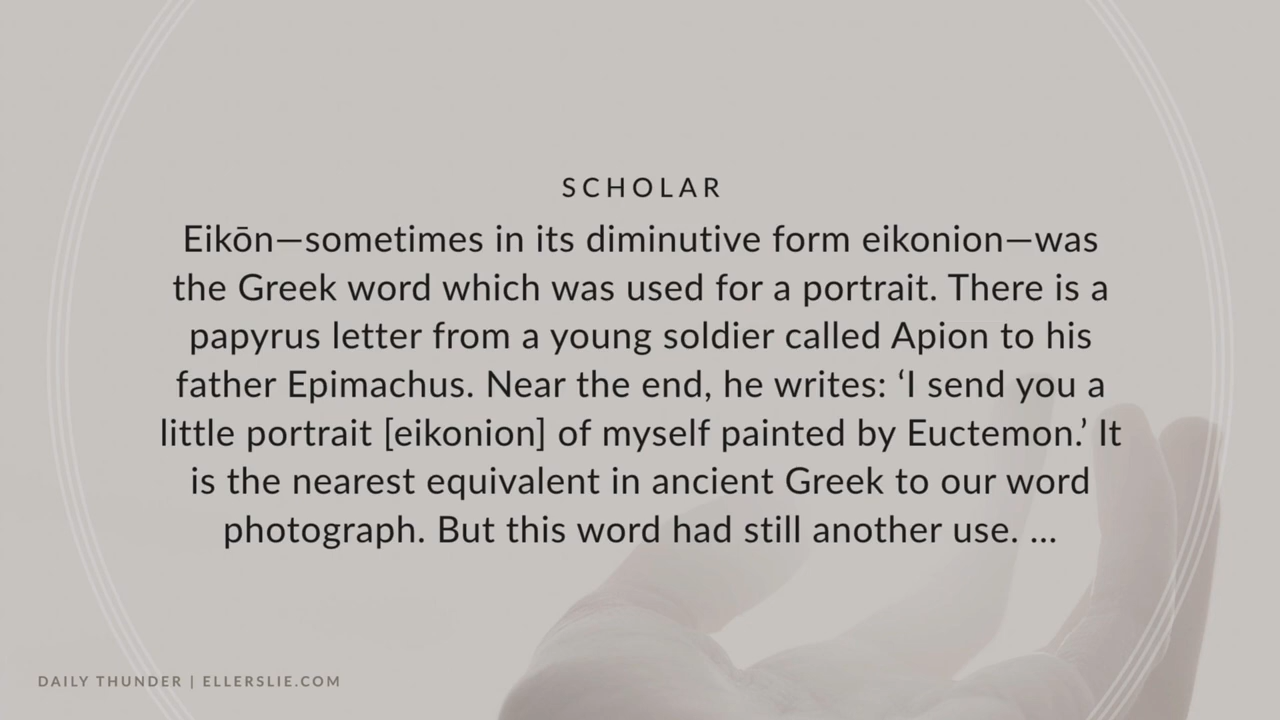 SCHOLAR
Eikōn—sometimes in its diminutive form eikonion—was
the Greek word which was used for a portrait. There is a
papyrus letter from a young soldier called Apion to his
father Epimachus. Near the end, he writes: ‘I send you a
little portrait [eikonion] of myself painted by Euctemon.’ It
is the nearest equivalent in ancient Greek to our word
photograph. But this word had still another use. ...
DAILY THUNDER | ELLERSLIE.COM